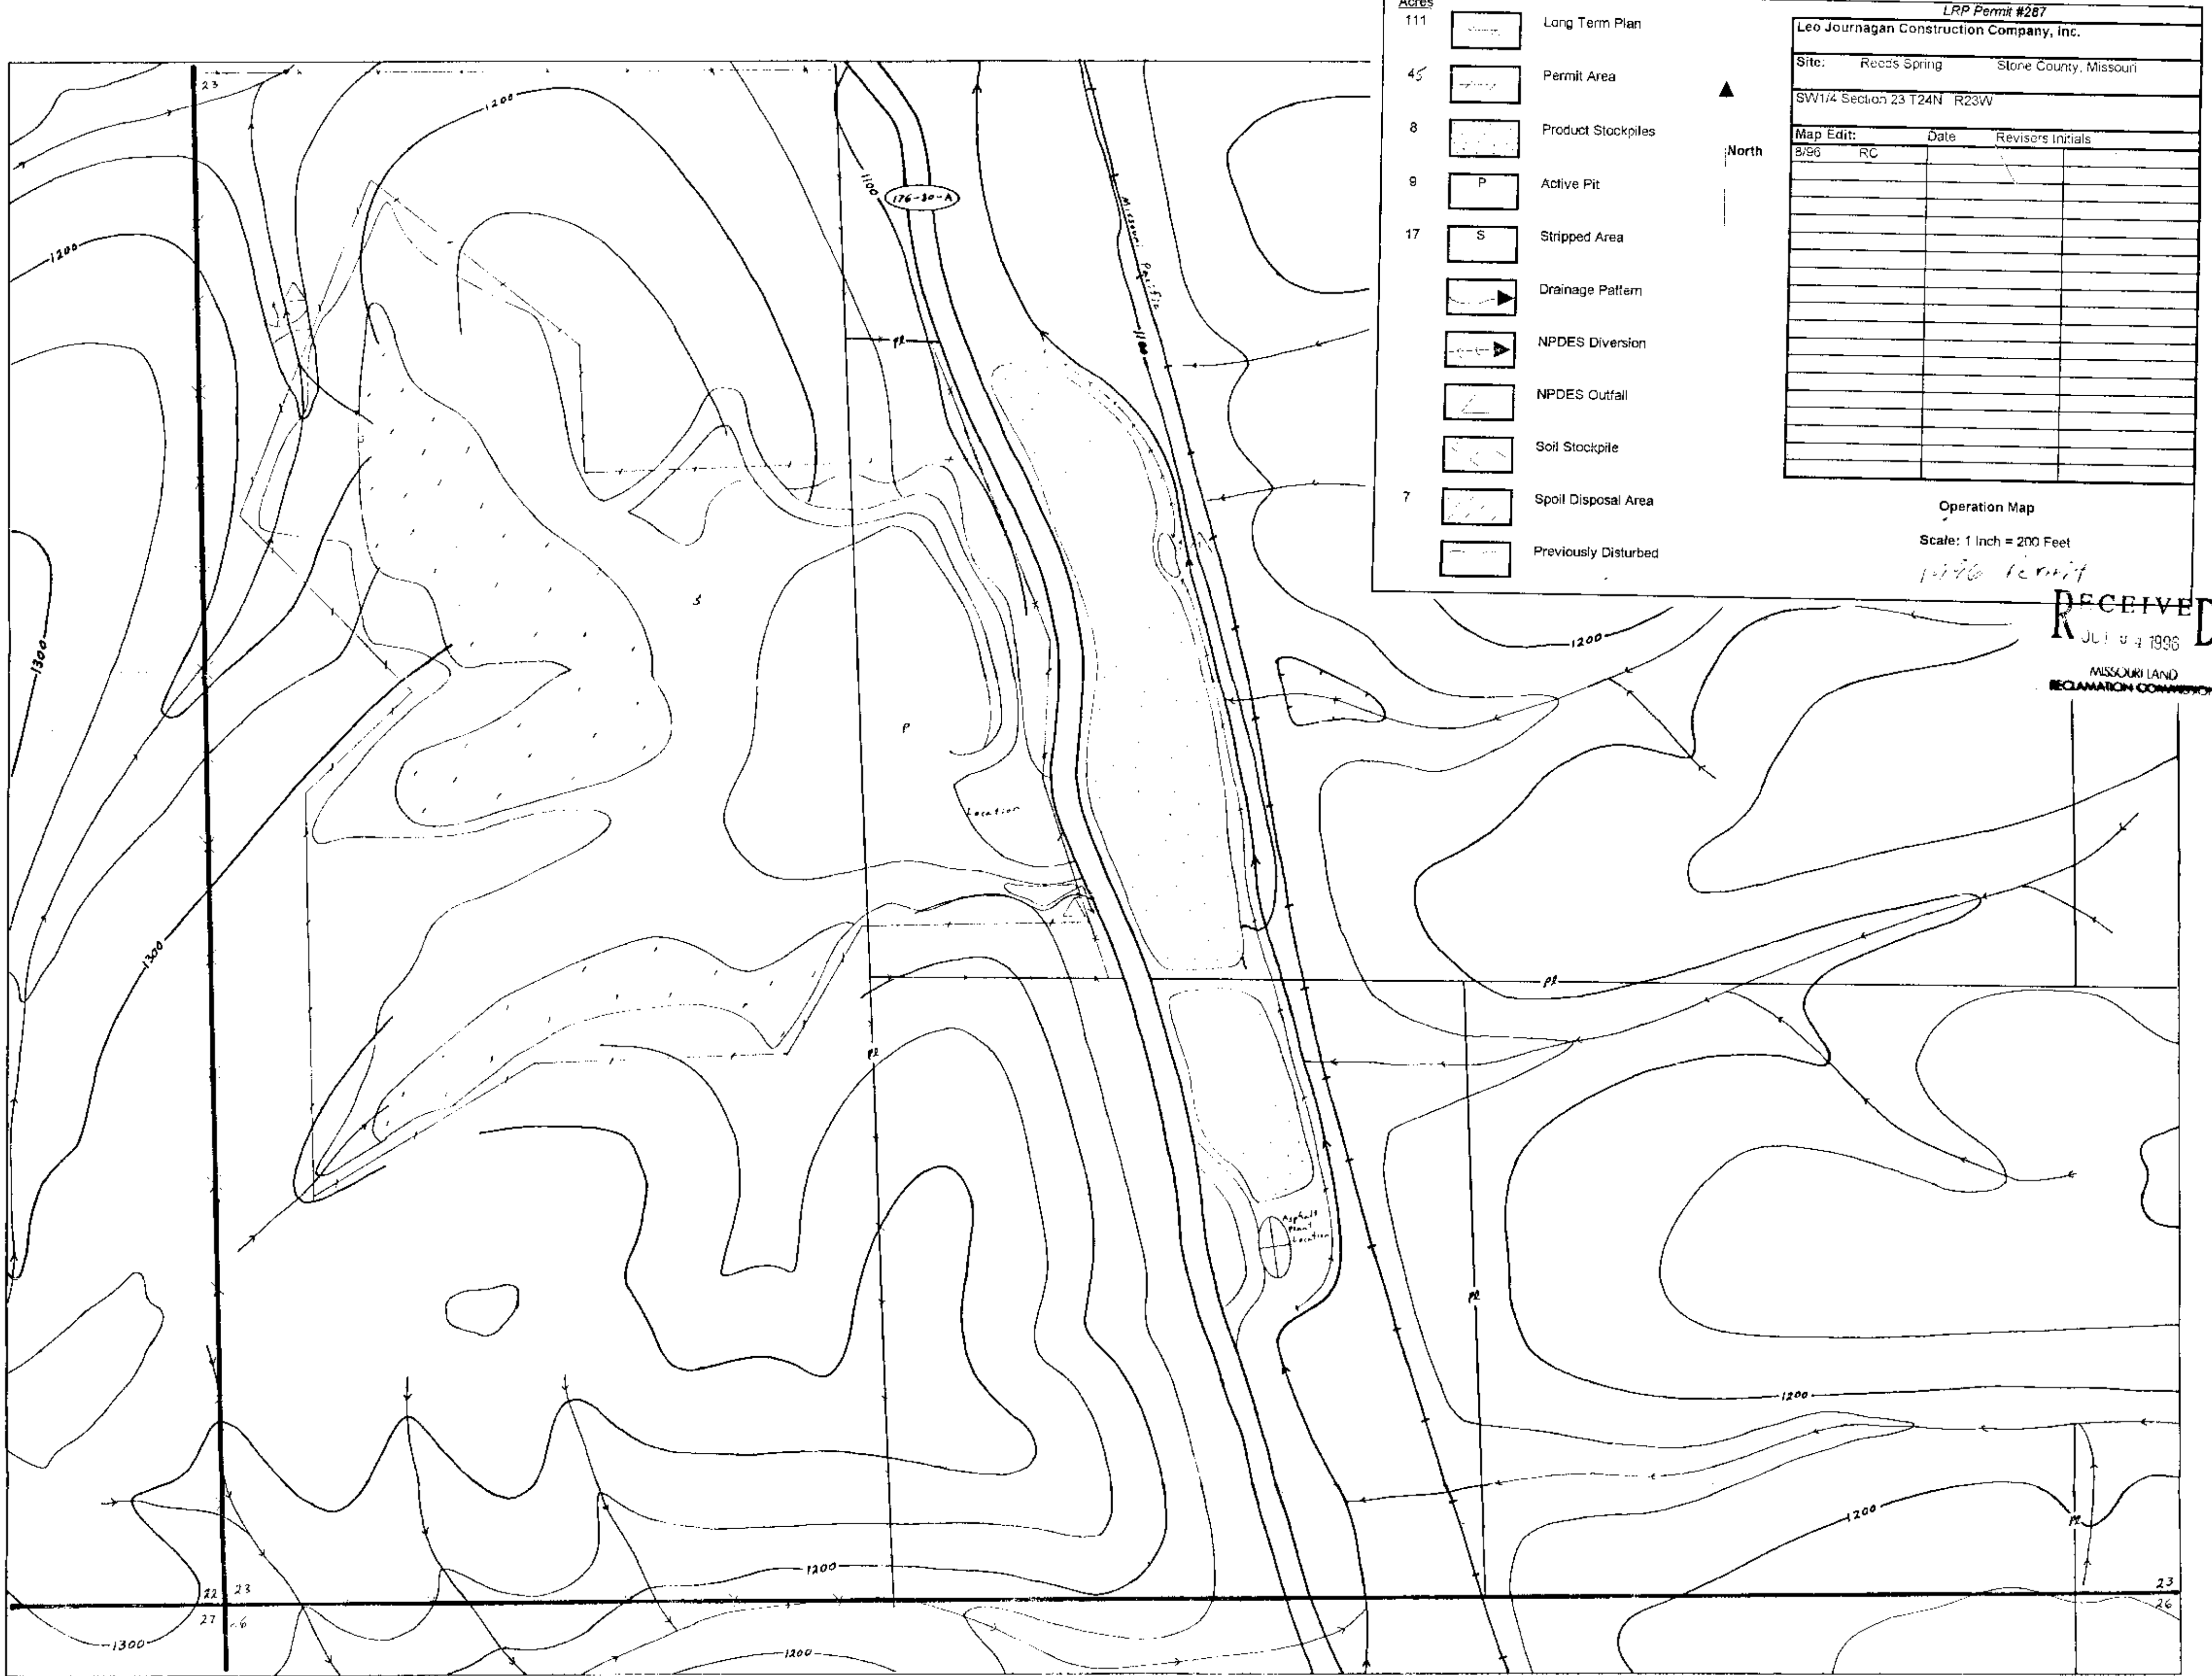 Acres
111 Long Term Plan
45 Permit Area
8 Product Stockpiles
9 P Active Pit
17 S Stripped Area
Drainage Pattern
NPDES Diversion
NPDES Outfall
Soil Stockpile
7 Spoil Disposal Area
Previously Disturbed
North
LRP Permit #287
Leo Journagan Construction Company, Inc.
Site: Reeds Spring Stone County, Missouri
SW1/4 Section 23 T24N R23W
Map Edit: Date Revisers Initials
8/96 RC
Operation Map
Scale: 1 Inch = 200 Feet
1996 Permit
RECEIVED
1996
MISSOURI LAND
RECLAMATION COMMISSION
23
1200
1100
176-80-A
Missouri Pacific
1100
1200
pl
1300
S
P
Location
1200
1300
pl
pl
Asphalt
Plant
Location
pl
1200
1200
pl
1200
22 23
27
23
26
1300
1200